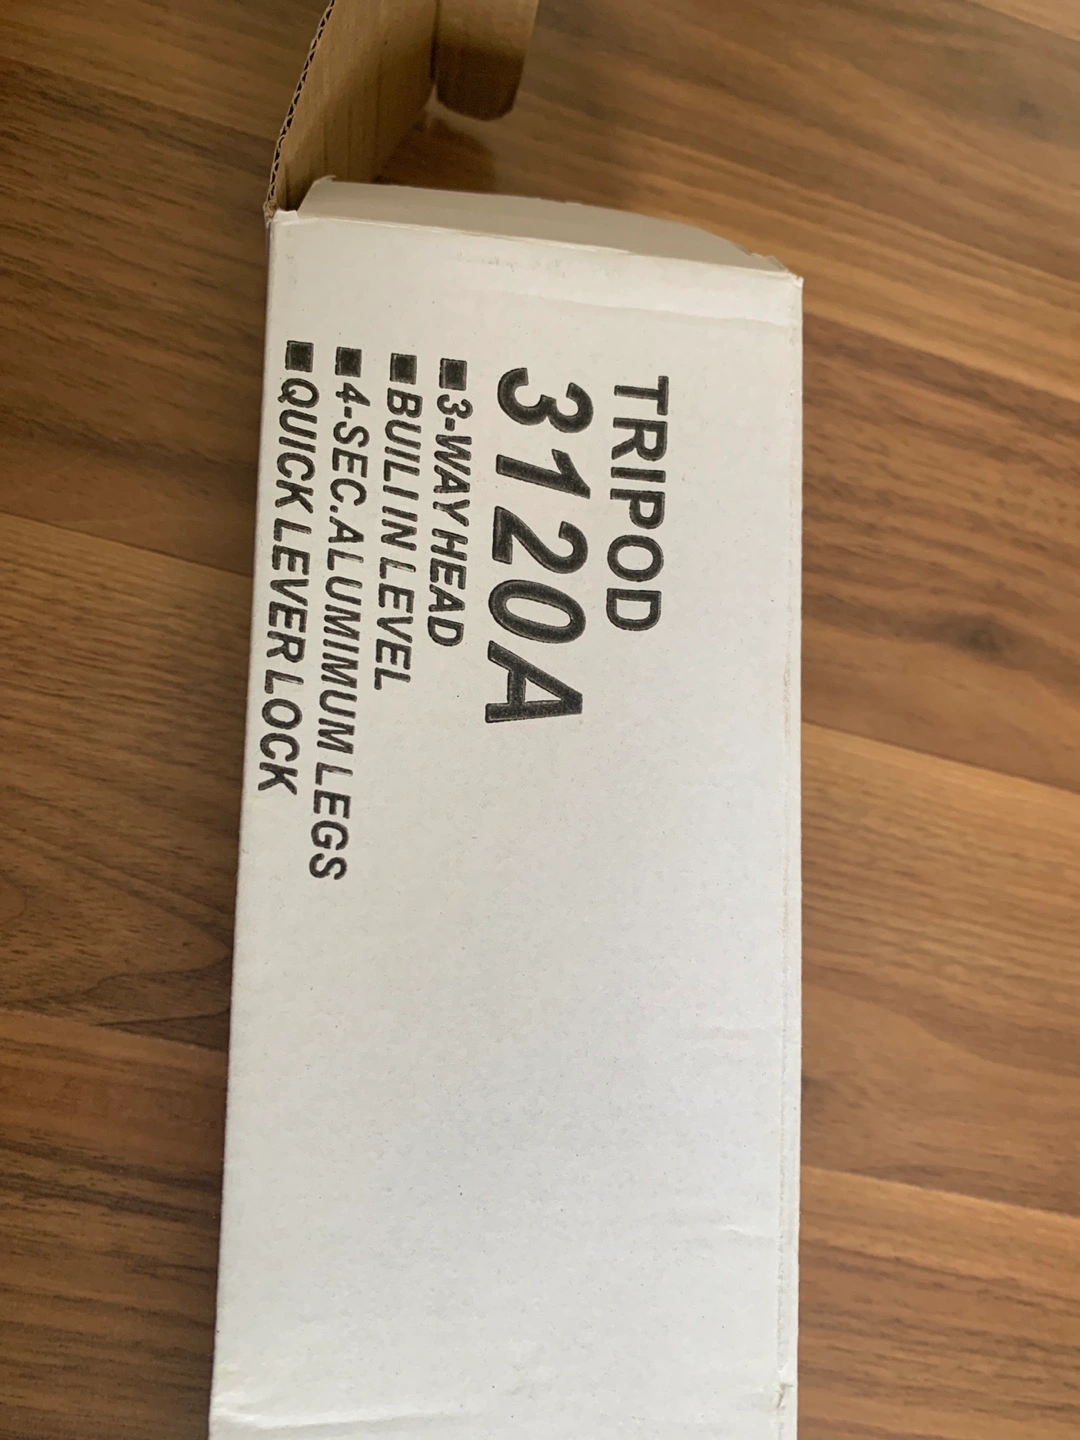 TRIPOD
3120A
■3-WAY HEAD
■BUILI IN LEVEL
■4-SEC.ALUMIMUM LEGS
■QUICK LEVER LOCK